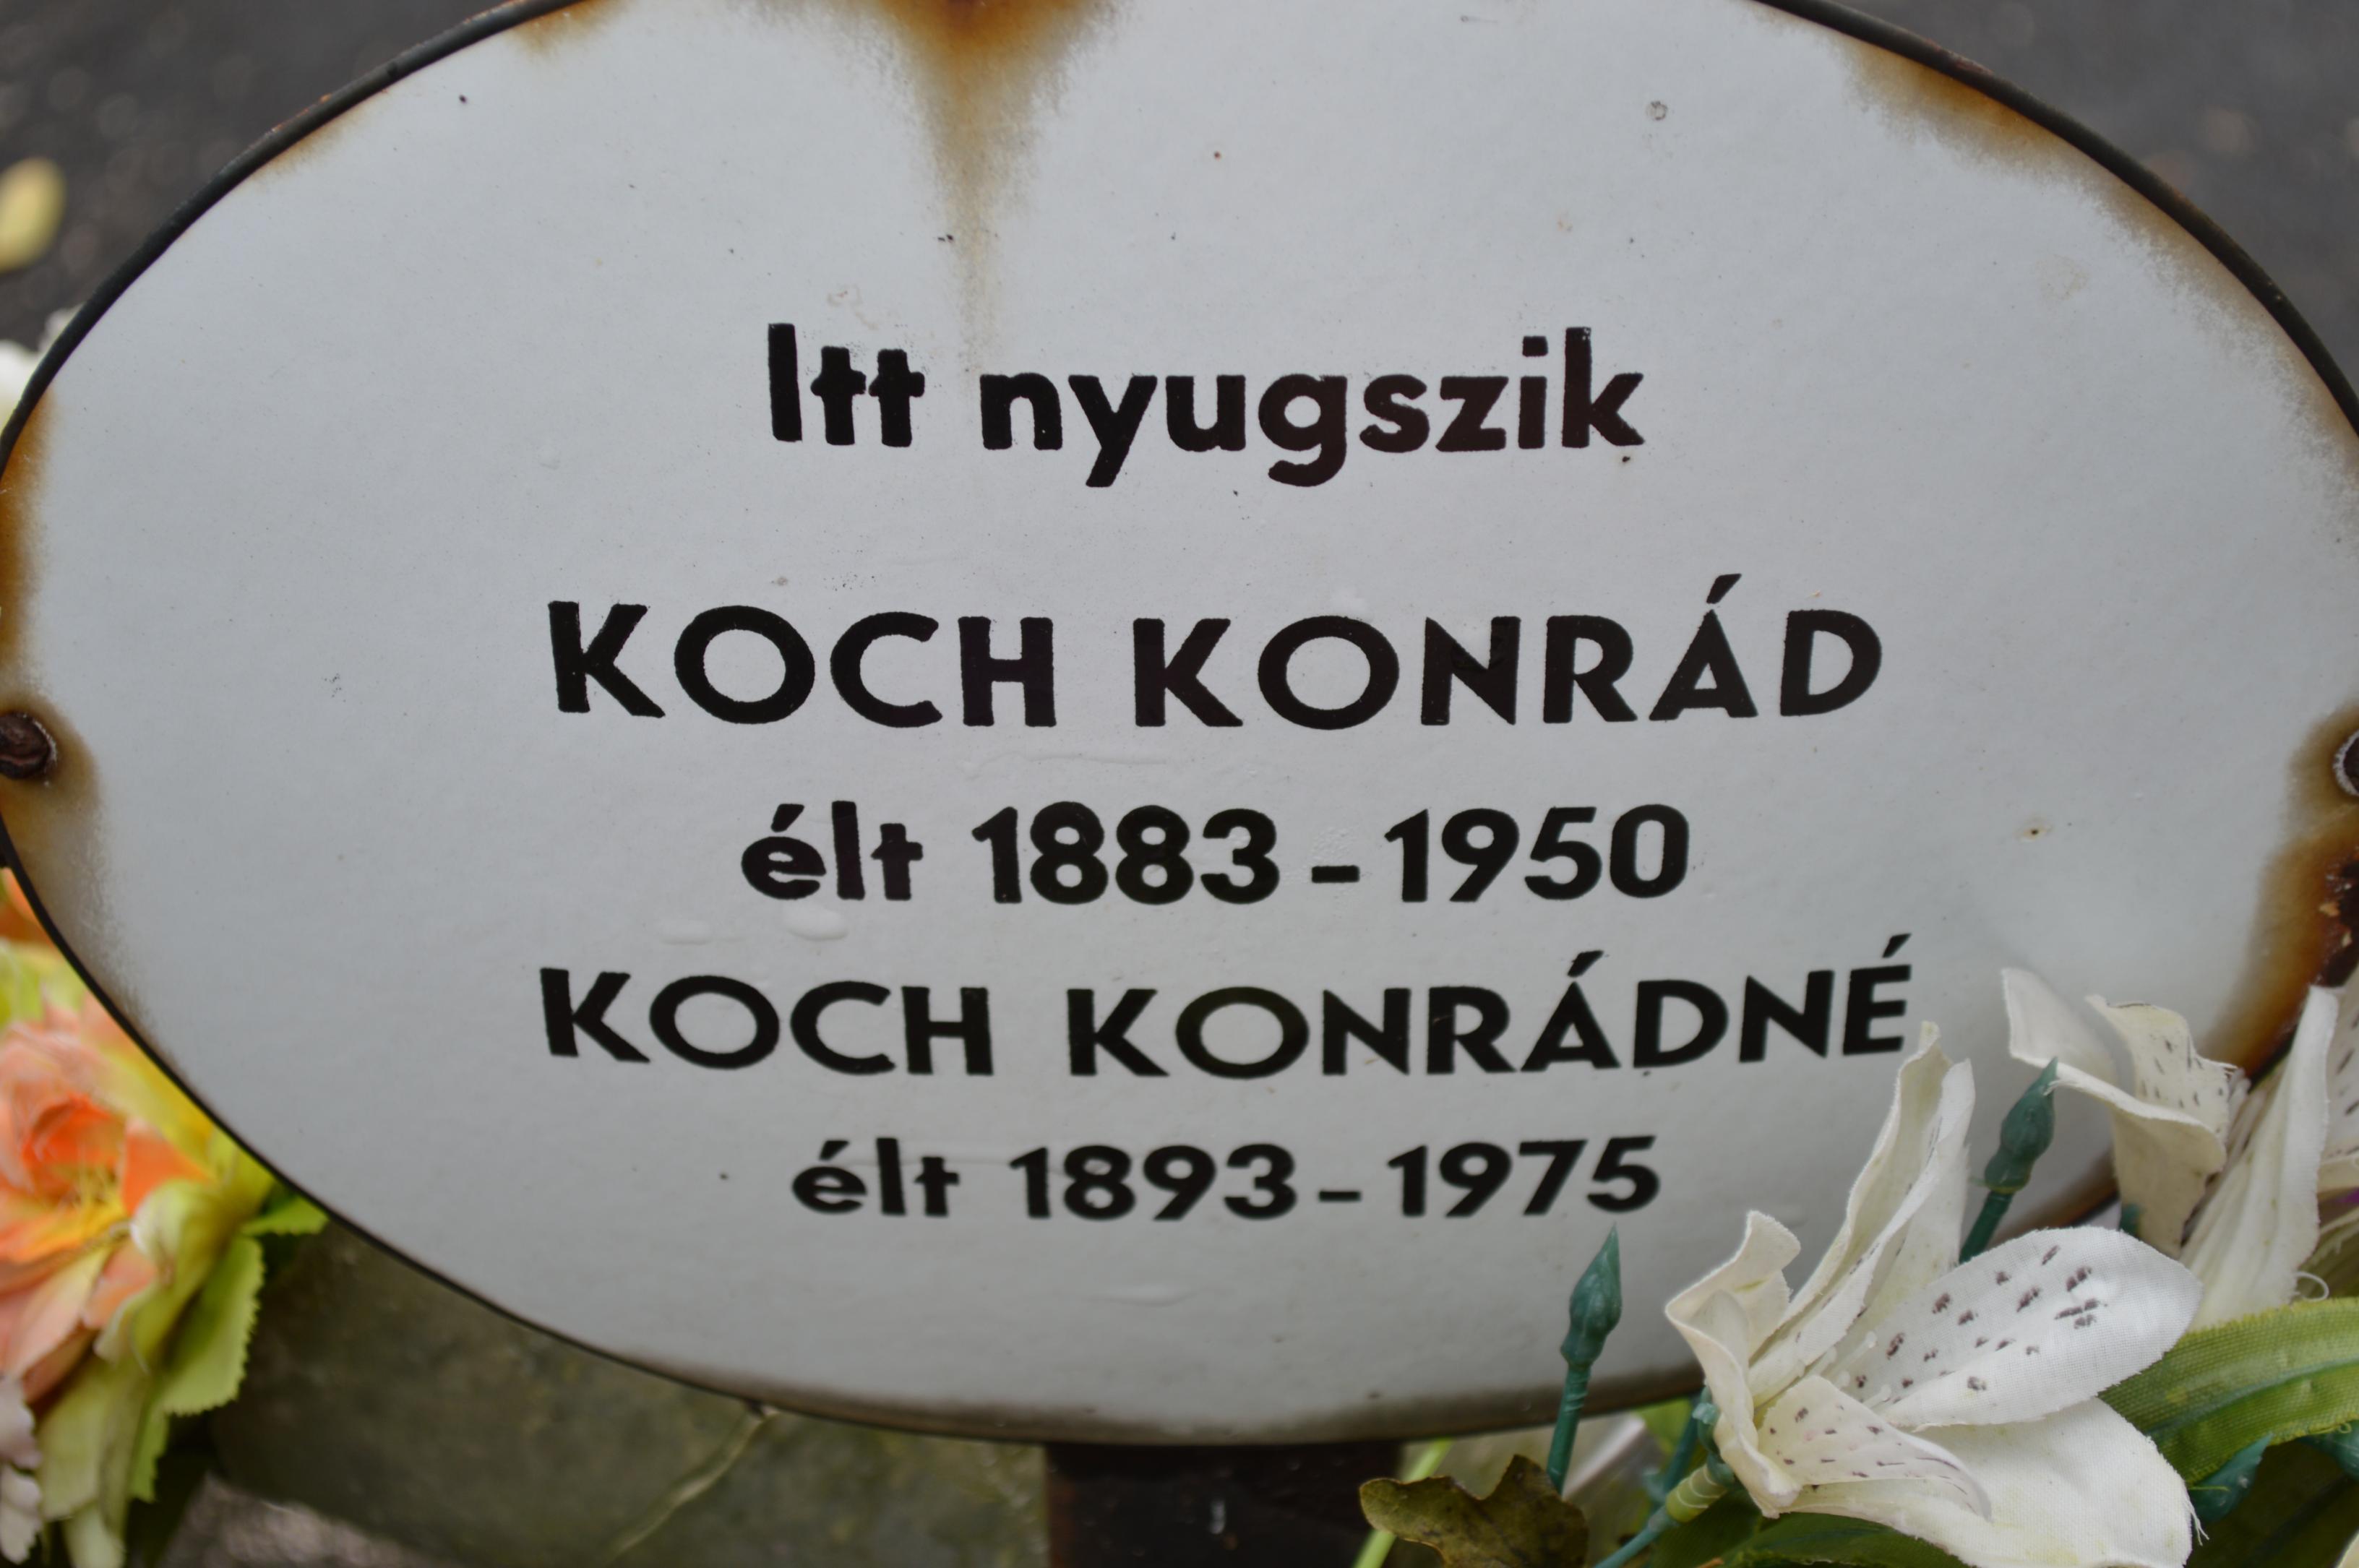 Itt nyugszik
KOCH KONRÁD
élt 1883-1950
KOCH KONRÁDNÉ
élt 1893-1975